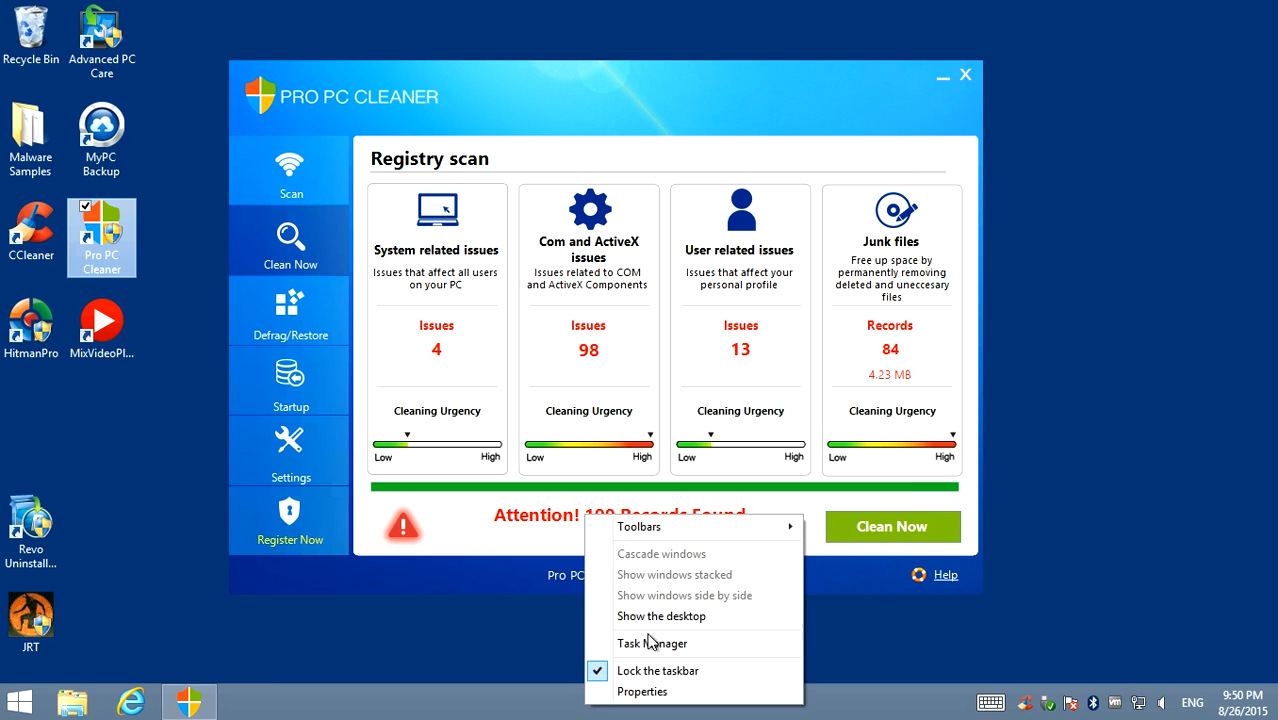 Recycle Bin
Advanced PC
Care
Malware
Samples
MyPC
Backup
CCleaner
Pro PC
Cleaner
HitmanPro
MixVideoPl...
Revo
Uninstall...
JRT
PRO PC CLEANER
Scan
Clean Now
Defrag/Restore
Startup
Settings
Register Now
Registry scan
System related issues
Issues that affect all users
on your PC
Issues
4
Cleaning Urgency
Low High
Com and ActiveX
issues
Issues related to COM
and ActiveX Components
Issues
98
Cleaning Urgency
Low High
User related issues
Issues that affect your
personal profile
Issues
13
Cleaning Urgency
Low High
Junk files
Free up space by
permanently removing
deleted and uneccesary
files
Records
84
4.23 MB
Cleaning Urgency
Low High
Attention! 199 Records Found
Clean Now
Pro PC
Help
Toolbars
Cascade windows
Show windows stacked
Show windows side by side
Show the desktop
Task Manager
Lock the taskbar
Properties
ENG
9:50 PM
8/26/2015